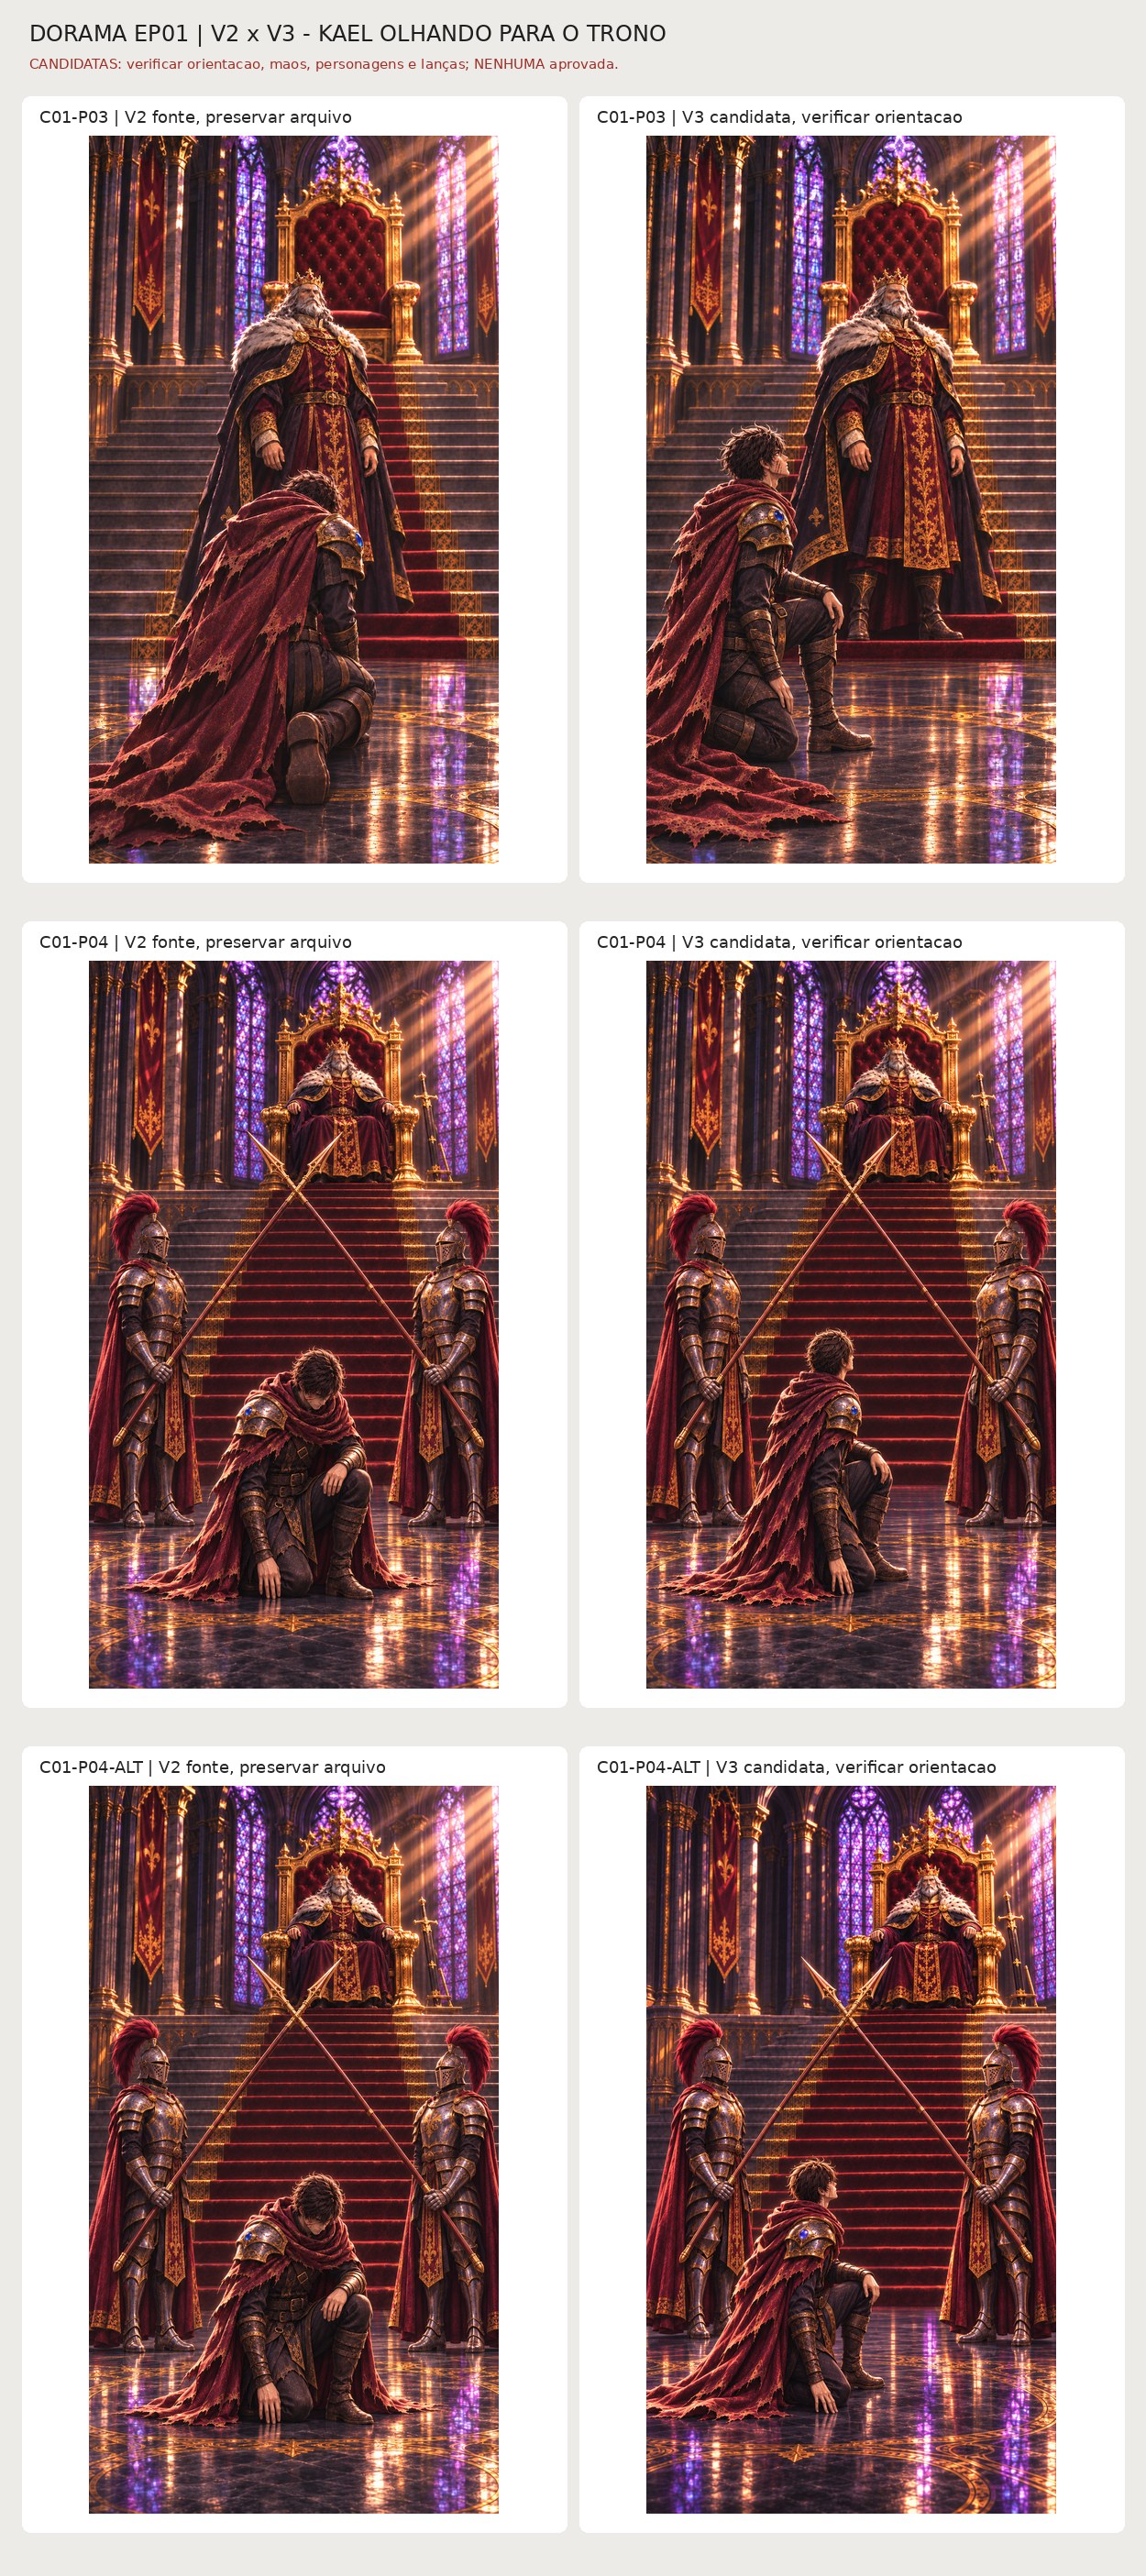 DORAMA EP01 | V2 x V3 - KAEL OLHANDO PARA O TRONO
CANDIDATAS: verificar orientacao, maos, personagens e lanças; NENHUMA aprovada.
C01-P03 | V2 fonte, preservar arquivo
C01-P03 | V3 candidata, verificar orientacao
C01-P04 | V2 fonte, preservar arquivo
C01-P04 | V3 candidata, verificar orientacao
C01-P04-ALT | V2 fonte, preservar arquivo
C01-P04-ALT | V3 candidata, verificar orientacao